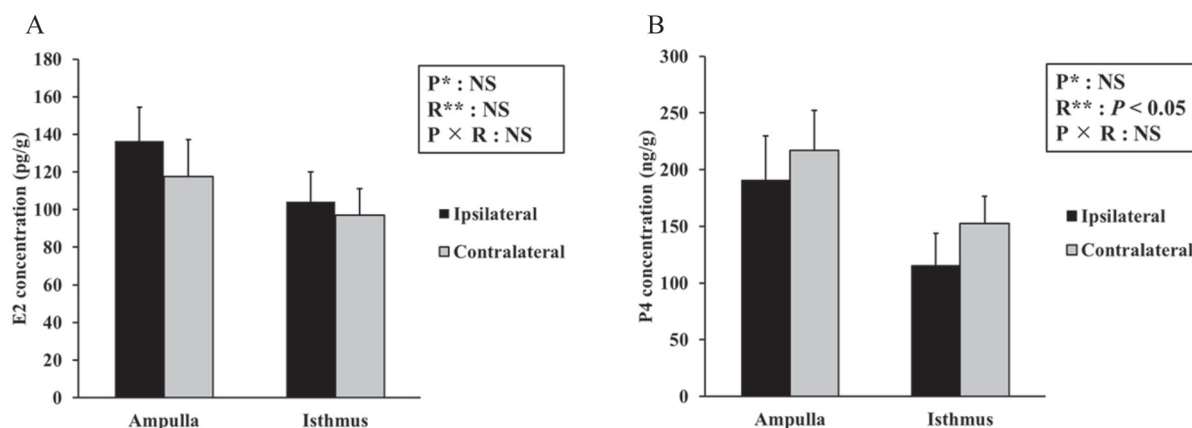 A
E2 concentration (pg/g)
180
160
140
120
100
80
60
40
20
0
Ampulla
Isthmus
P* : NS
R** : NS
P × R : NS
Ipsilateral
Contralateral
B
P4 concentration (ng/g)
300
250
200
150
100
50
0
Ampulla
Isthmus
P* : NS
R** : P < 0.05
P × R : NS
Ipsilateral
Contralateral